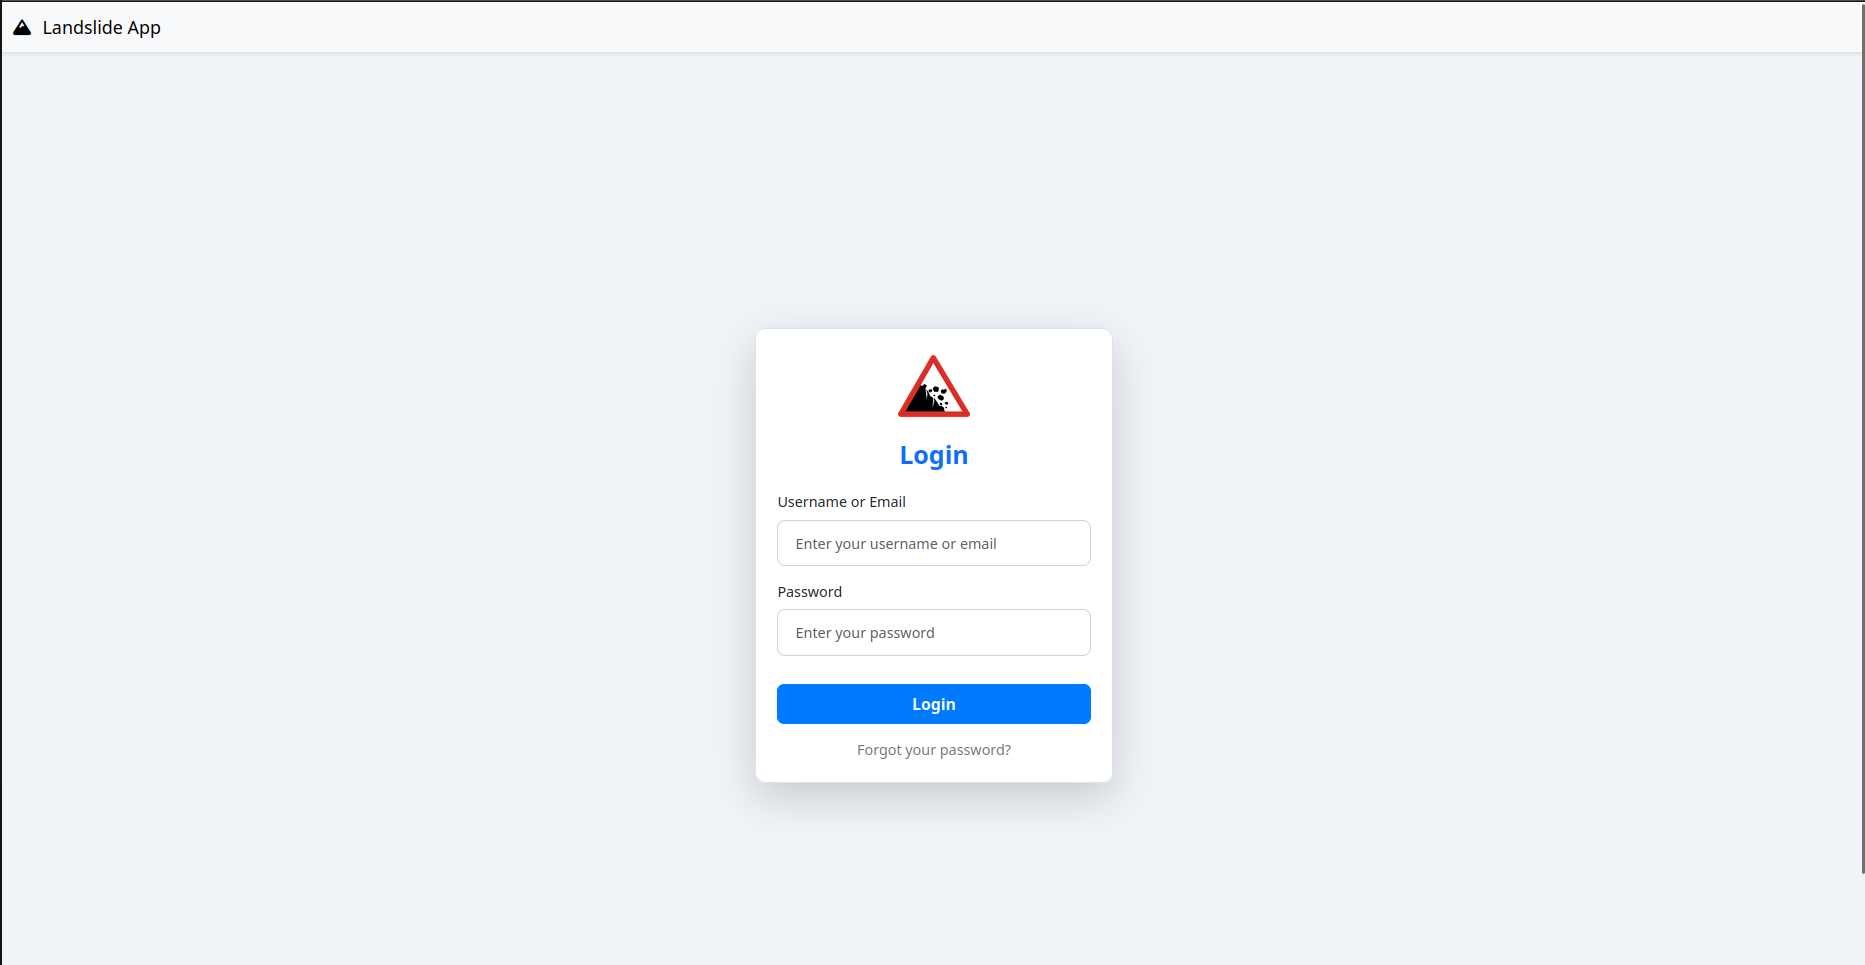 Landslide App
Login
Username or Email
Enter your username or email
Password
Enter your password
Login
Forgot your password?